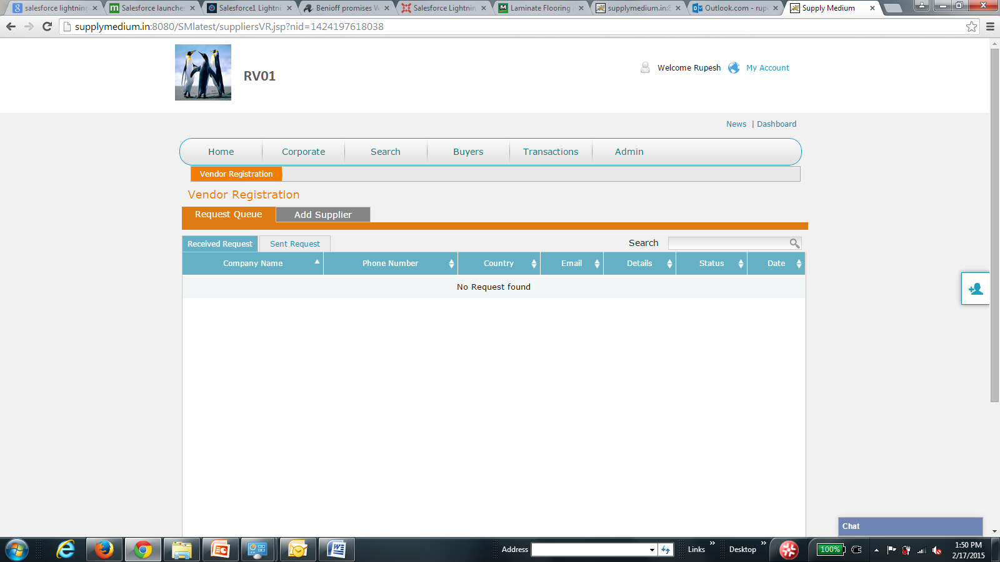 salesforce lightning
Salesforce launches
Salesforce1 Lightni
Benioff promises W
Salesforce Lightnin
Laminate Flooring
supplymedium.in:8
Outlook.com - rup
Supply Medium
supplymedium.in:8080/SMlatest/suppliersVR.jsp?nid=1424197618038
RV01
Welcome Rupesh
My Account
News | Dashboard
Home
Corporate
Search
Buyers
Transactions
Admin
Vendor Registration
Vendor Registration
Request Queue
Add Supplier
Received Request
Sent Request
Search
Company Name
Phone Number
Country
Email
Details
Status
Date
No Request found
Chat
Address
Links
Desktop
100%
1:50 PM
2/17/2015